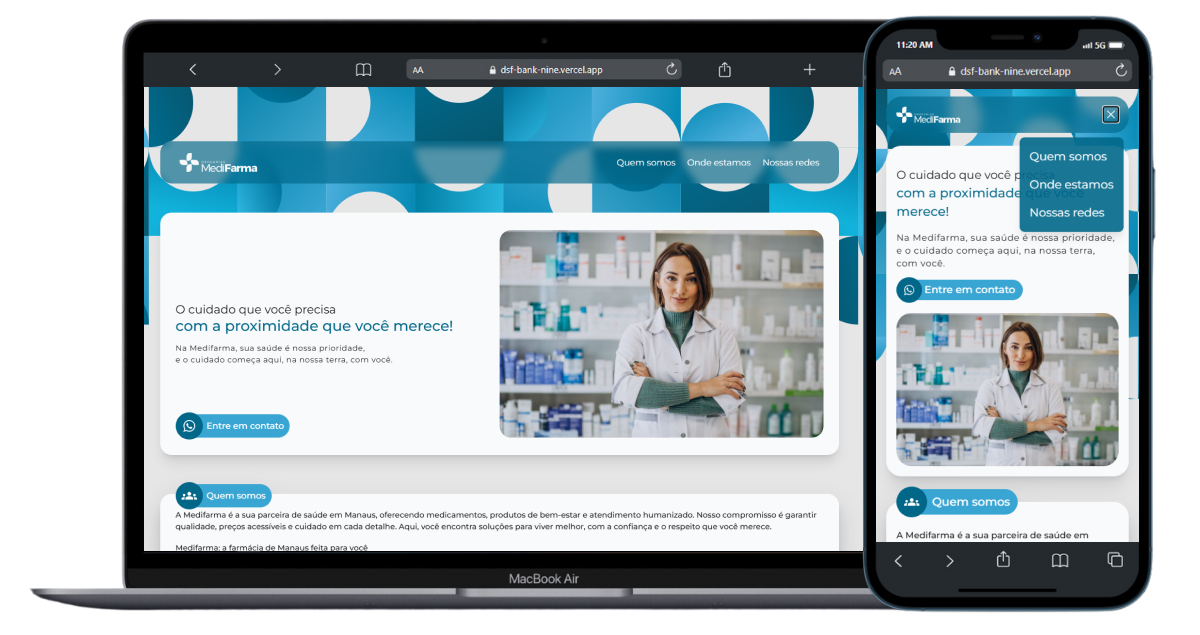 AA
dsf-bank-nine.vercel.app
MediFarma
Quem somos
Onde estamos
Nossas redes
O cuidado que você precisa
com a proximidade que você merece!
Na Medifarma, sua saúde é nossa prioridade,
e o cuidado começa aqui, na nossa terra, com você.
Entre em contato
Quem somos
A Medifarma é a sua parceira de saúde em Manaus, oferecendo medicamentos, produtos de bem-estar e atendimento humanizado. Nosso compromisso é garantir
qualidade, preços acessíveis e cuidado em cada detalhe. Aqui, você encontra soluções para viver melhor, com a confiança e o respeito que você merece.
Medifarma: a farmácia de Manaus feita para você
MacBook Air
11:20 AM
5G
AA
dsf-bank-nine.vercel.app
MediFarma
Quem somos
Onde estamos
Nossas redes
O cuidado que você precisa
com a proximidade que você
merece!
Na Medifarma, sua saúde é nossa prioridade,
e o cuidado começa aqui, na nossa terra,
com você.
Entre em contato
Quem somos
A Medifarma é a sua parceira de saúde em